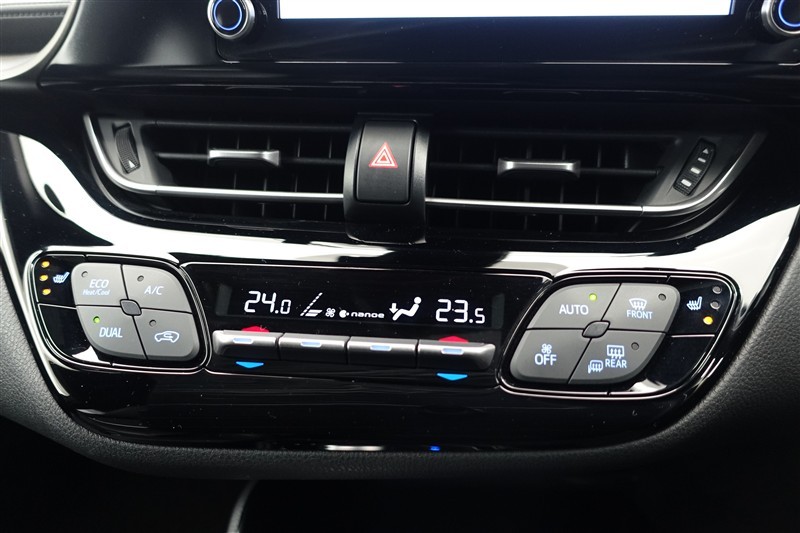 ECO
Heat/Cool
A/C
DUAL
24.0
nanoe
23.5
AUTO
FRONT
OFF
REAR